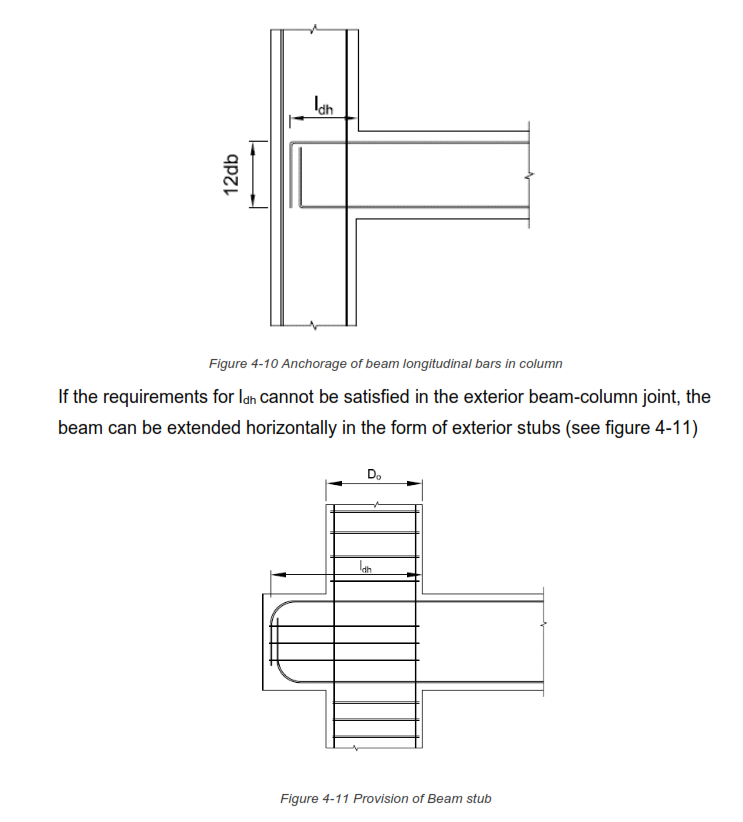 ldh
12db
Figure 4-10 Anchorage of beam longitudinal bars in column
If the requirements for ldh cannot be satisfied in the exterior beam-column joint, the
beam can be extended horizontally in the form of exterior stubs (see figure 4-11)
Do
ldh
Figure 4-11 Provision of Beam stub